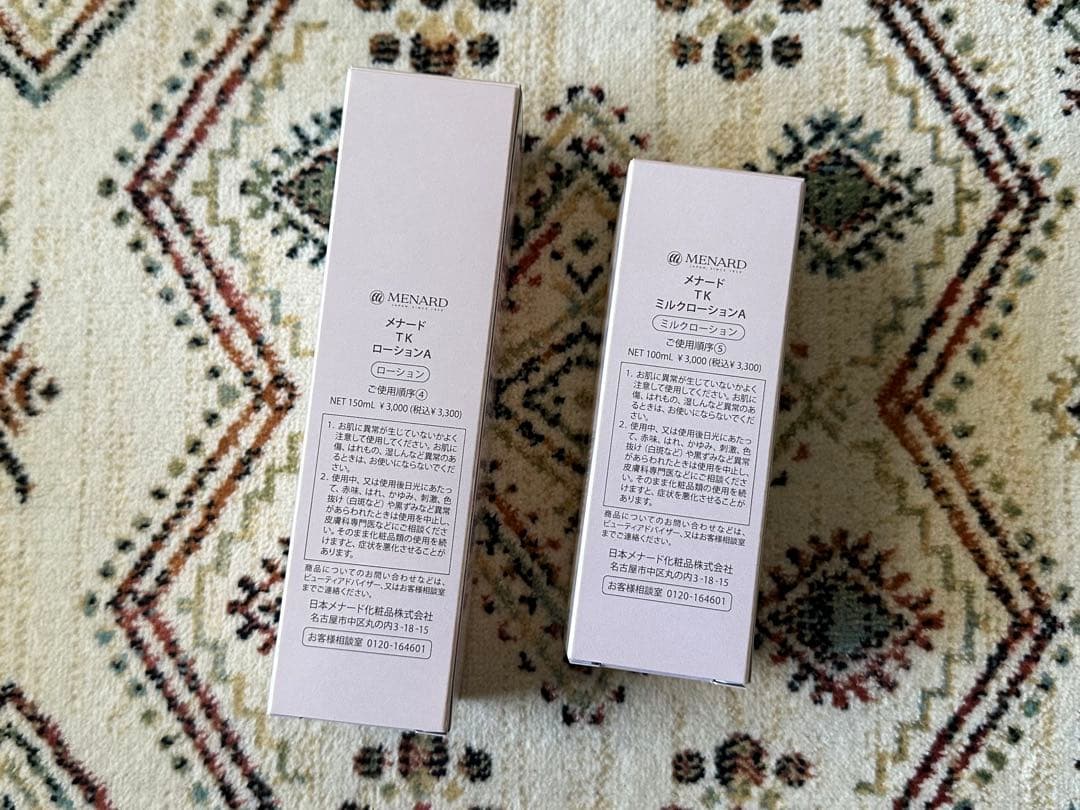 MENARD
JAPAN, SINCE 1959
メナード
TK
ローションA
ローション
ご使用順序④
NET 150mL ¥3,000 (税込¥3,300)
1. お肌に異常が生じていないかよく
注意して使用してください。お肌に
傷、はれもの、湿しんなど異常のあ
るときは、お使いにならないでくだ
さい。
2. 使用中、又は使用後日光にあたっ
て、赤味、はれ、かゆみ、刺激、色
抜け(白斑など)や黒ずみなど異常
があらわれたときは使用を中止し、
皮膚科専門医などにご相談くださ
い。そのまま化粧品類の使用を続
けますと、症状を悪化させることが
あります。
商品についてのお問い合わせなどは、
ビューティアドバイザー、又はお客様相談室
までご連絡ください。
日本メナード化粧品株式会社
名古屋市中区丸の内3-18-15
お客様相談室 0120-164601
MENARD
JAPAN, SINCE 1959
メナード
TK
ミルクローションA
ミルクローション
ご使用順序⑤
NET 100mL ¥3,000 (税込¥3,300)
1. お肌に異常が生じていないかよく
注意して使用してください。お肌に
傷、はれもの、湿しんなど異常のあ
るときは、お使いにならないでくだ
さい。
2. 使用中、又は使用後日光にあたっ
て、赤味、はれ、かゆみ、刺激、色
抜け(白斑など)や黒ずみなど異常
があらわれたときは使用を中止し、
皮膚科専門医などにご相談くださ
い。そのまま化粧品類の使用を続
けますと、症状を悪化させることが
あります。
商品についてのお問い合わせなどは、
ビューティアドバイザー、又はお客様相談室
までご連絡ください。
日本メナード化粧品株式会社
名古屋市中区丸の内3-18-15
お客様相談室 0120-164601